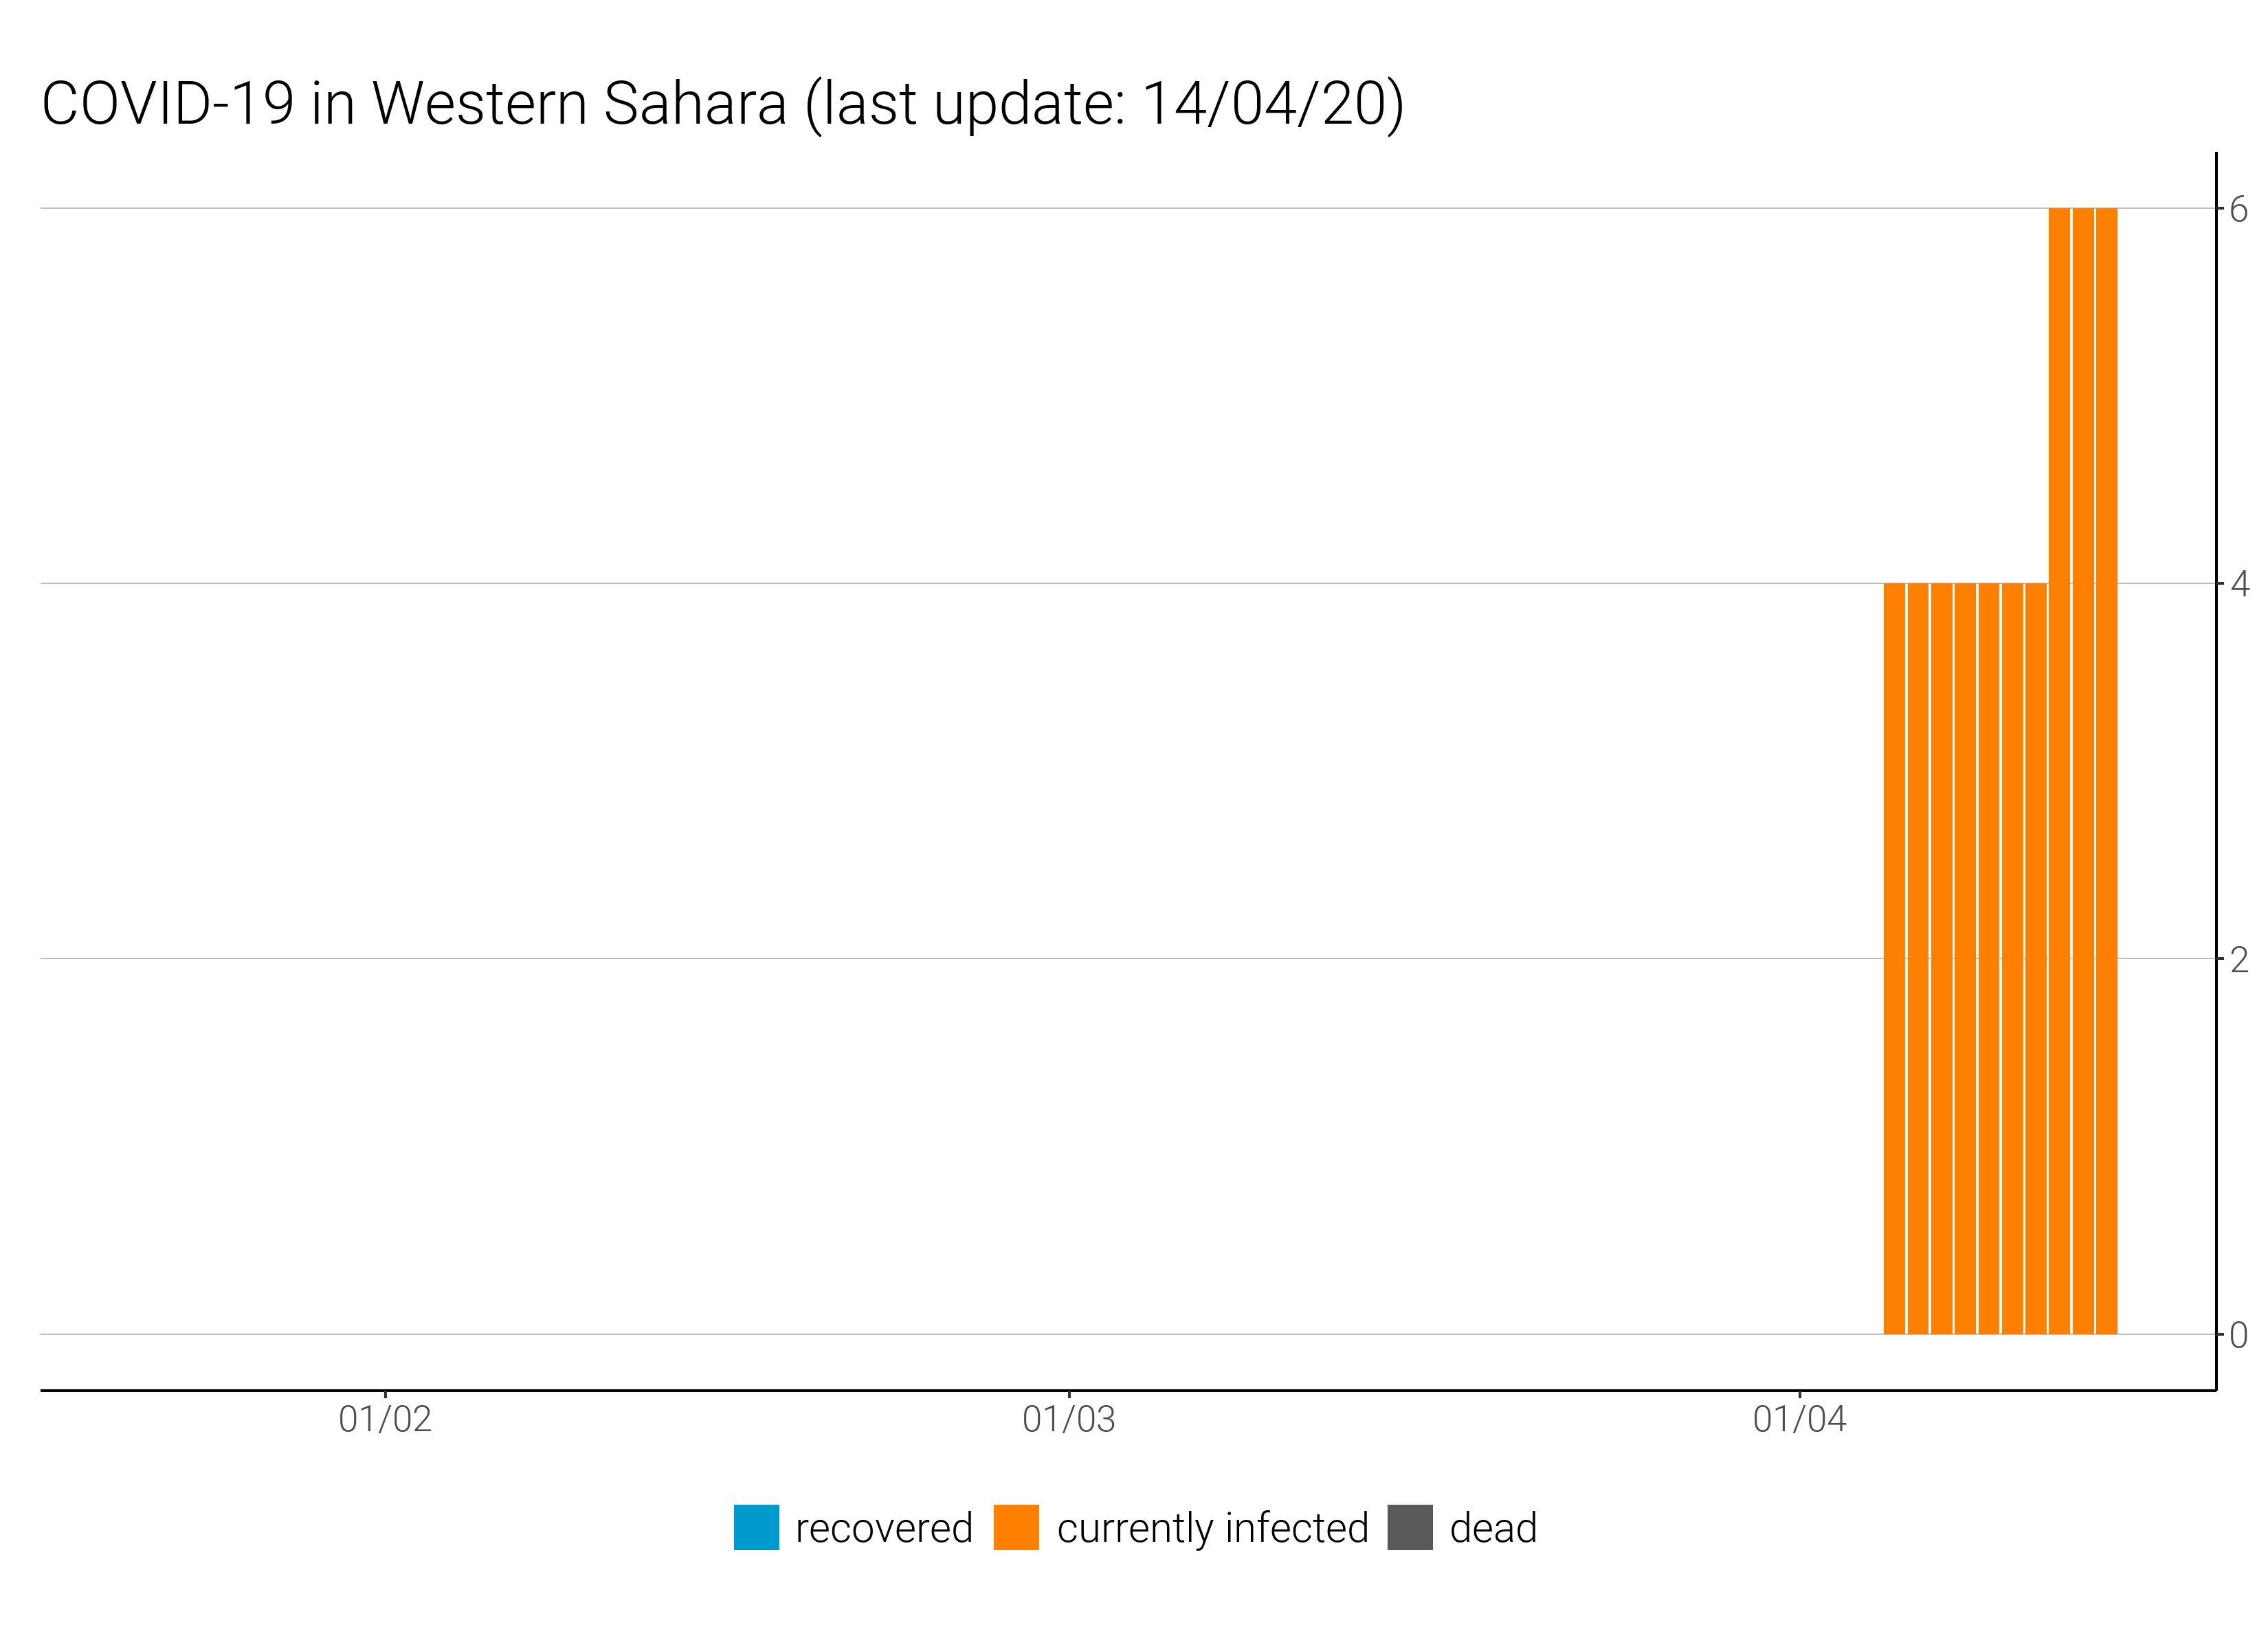 COVID-19 in Western Sahara (last update: 14/04/20)
6
4
2
0
01/02 01/03 01/04
recovered currently infected dead